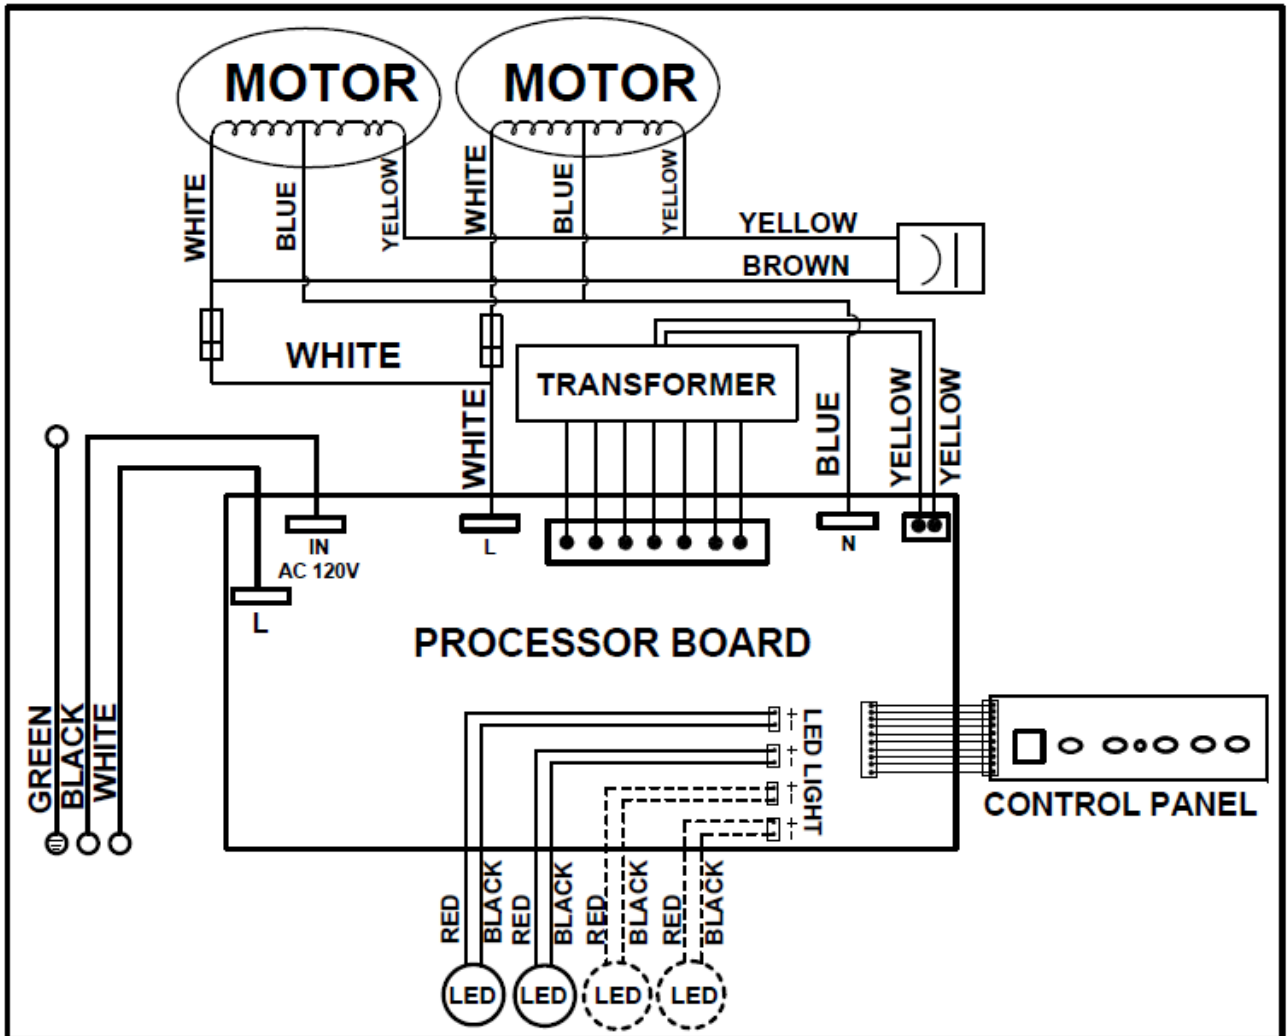 MOTOR
MOTOR
WHITE
BLUE
YELLOW
WHITE
BLUE
YELLOW
YELLOW
BROWN
WHITE
TRANSFORMER
WHITE
BLUE
YELLOW
YELLOW
IN
AC 120V
L
L
N
PROCESSOR BOARD
GREEN
BLACK
WHITE
+
-
+
-
+
-
+
-
LED LIGHT
CONTROL PANEL
RED
BLACK
RED
BLACK
RED
BLACK
RED
BLACK
LED
LED
LED
LED